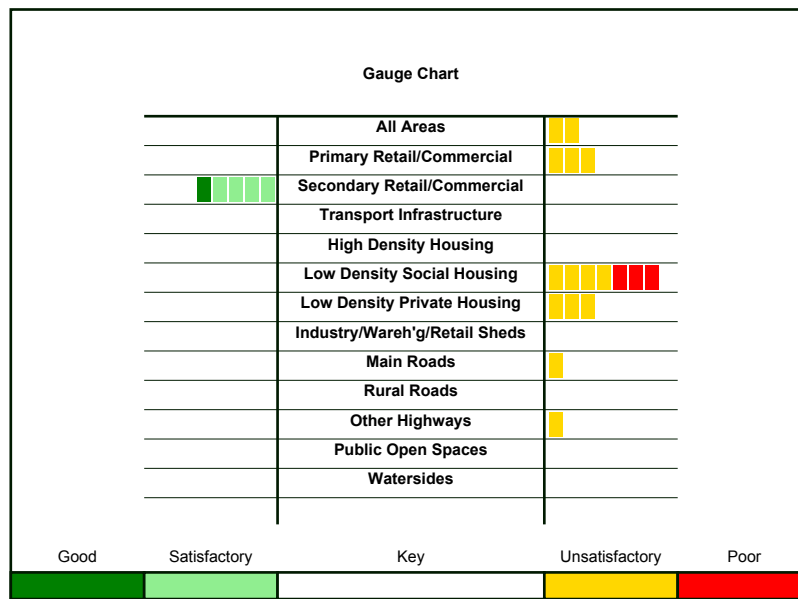 Gauge Chart
All Areas
Primary Retail/Commercial
Secondary Retail/Commercial
Transport Infrastructure
High Density Housing
Low Density Social Housing
Low Density Private Housing
Industry/Wareh'g/Retail Sheds
Main Roads
Rural Roads
Other Highways
Public Open Spaces
Watersides
Good Satisfactory Key Unsatisfactory Poor